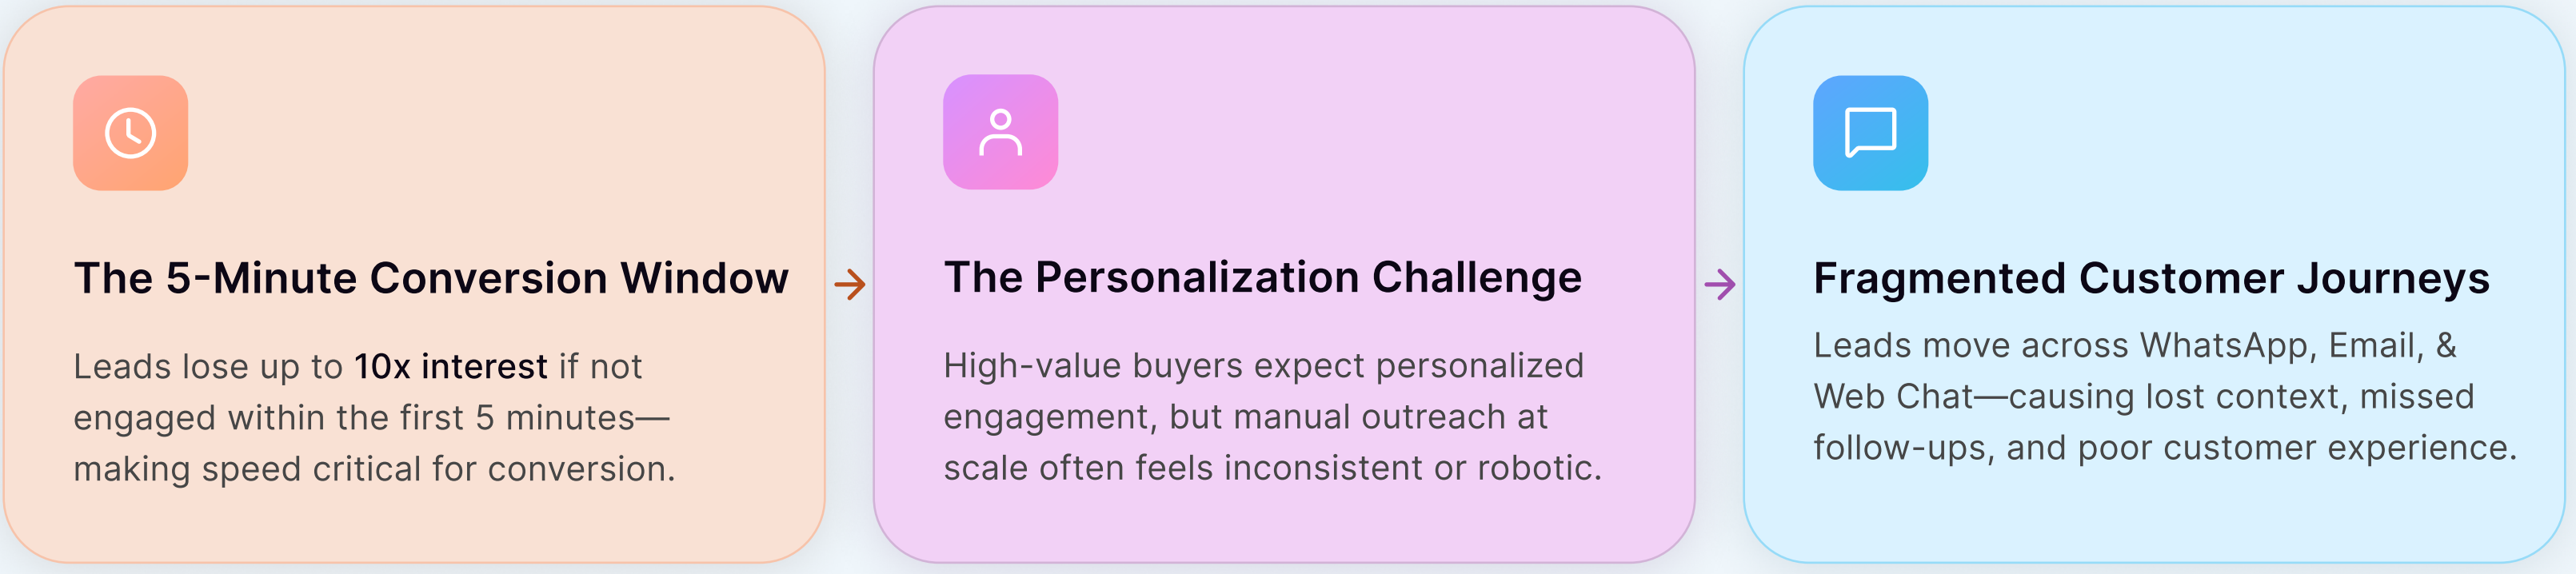 The 5-Minute Conversion Window
Leads lose up to 10x interest if not
engaged within the first 5 minutes—
making speed critical for conversion.
The Personalization Challenge
High-value buyers expect personalized
engagement, but manual outreach at
scale often feels inconsistent or robotic.
Fragmented Customer Journeys
Leads move across WhatsApp, Email, &
Web Chat—causing lost context, missed
follow-ups, and poor customer experience.